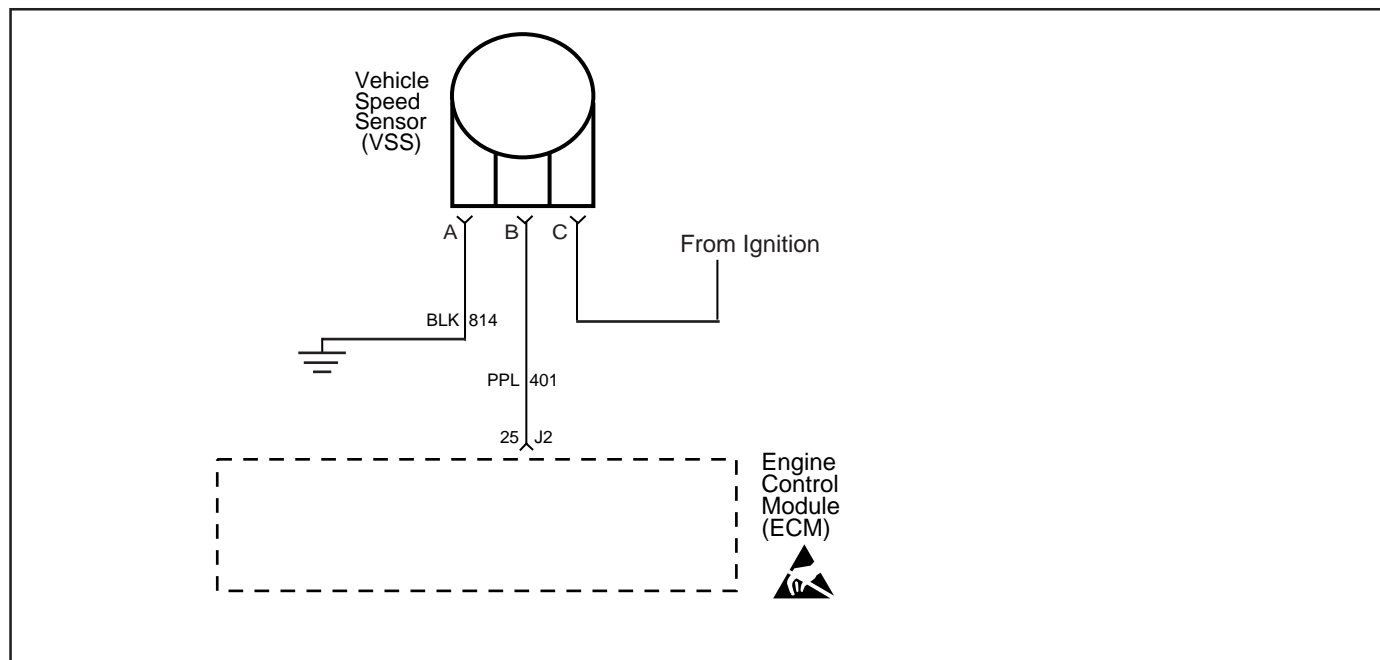 Vehicle
Speed
Sensor
(VSS)
A
B
C
From Ignition
BLK 814
PPL 401
25 J2
Engine
Control
Module
(ECM)